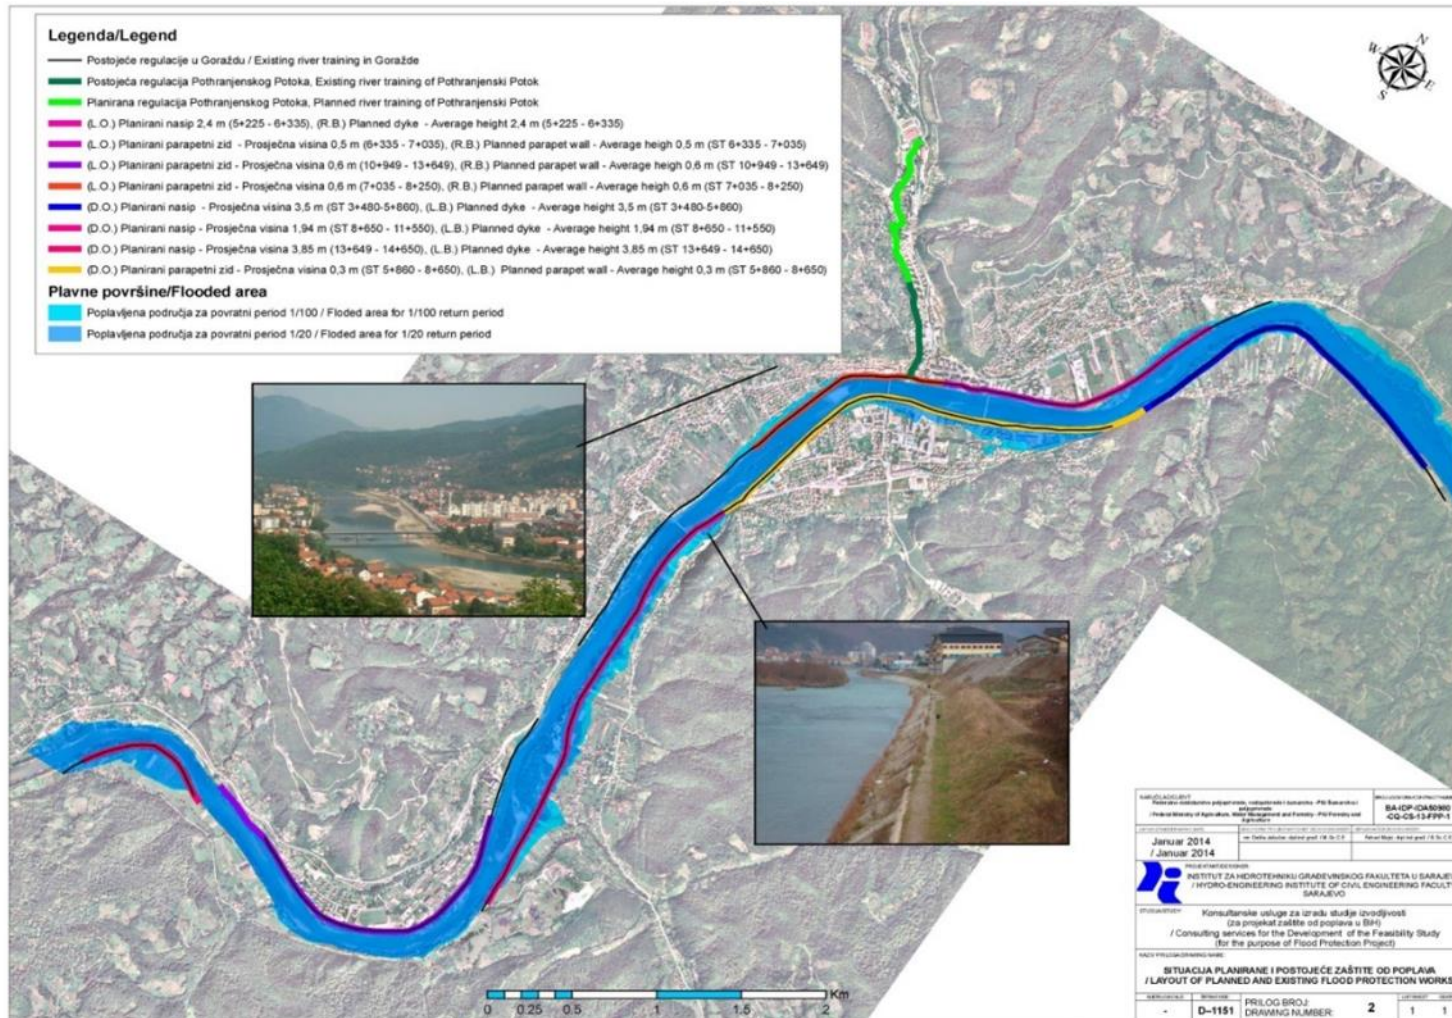 Legenda/Legend
Postojeće regulacije u Goraždu / Existing river training in Goražde
Postojeća regulacija Pothranjenskog Potoka, Existing river training of Pothranjenski Potok
Planirana regulacija Pothranjenskog Potoka, Planned river training of Pothranjenski Potok
(L.O.) Planirani nasip 2,4 m (5+225 - 6+335), (R.B.) Planned dyke - Average height 2,4 m (5+225 - 6+335)
(L.O.) Planirani parapetni zid - Prosječna visina 0,5 m (6+335 - 7+035), (R.B.) Planned parapet wall - Average heigh 0,5 m (ST 6+335 - 7+035)
(L.O.) Planirani parapetni zid - Prosječna visina 0,6 m (10+949 - 13+649), (R.B.) Planned parapet wall - Average heigh 0,6 m (ST 10+949 - 13+649)
(L.O.) Planirani parapetni zid - Prosječna visina 0,6 m (7+035 - 8+250), (R.B.) Planned parapet wall - Average heigh 0,6 m (ST 7+035 - 8+250)
(D.O.) Planirani nasip - Prosječna visina 3,5 m (ST 3+480-5+860), (L.B.) Planned dyke - Average height 3,5 m (ST 3+480-5+860)
(D.O.) Planirani nasip - Prosječna visina 1,94 m (ST 8+650 - 11+550), (L.B.) Planned dyke - Average height 1,94 m (ST 8+650 - 11+550)
(D.O.) Planirani nasip - Prosječna visina 3,85 m (13+649 - 14+650), (L.B.) Planned dyke - Average height 3,85 m (ST 13+649 - 14+650)
(D.O.) Planirani parapetni zid - Prosječna visina 0,3 m (ST 5+860 - 8+650), (L.B.) Planned parapet wall - Average height 0,3 m (ST 5+860 - 8+650)
Plavne površine/Flooded area
Poplavljena područja za povratni period 1/100 / Floded area for 1/100 return period
Poplavljena područja za povratni period 1/20 / Floded area for 1/20 return period
N
W
E
S
Km
0 0.25 0.5 1 1.5 2
Januar 2014
/ Januar 2014
INSTITUT ZA HIDROTEHNIKU GRAĐEVINSKOG FAKULTETA U SARAJEV
/ HYDRO-ENGINEERING INSTITUTE OF CIVIL ENGINEERING FACULT
SARAJEVO
Konsultanske usluge za izradu studije izvodljivosti
(za projekat zaštite od poplava u BiH)
/ Consulting services for the Development of the Feasibility Study
(for the purpose of Flood Protection Project)
SITUACIJA PLANIRANE I POSTOJEĆE ZAŠTITE OD POPLAVA
/ LAYOUT OF PLANNED AND EXISTING FLOOD PROTECTION WORKS
- D-1151 PRILOG BROJ: 2 1 1
DRAWING NUMBER: